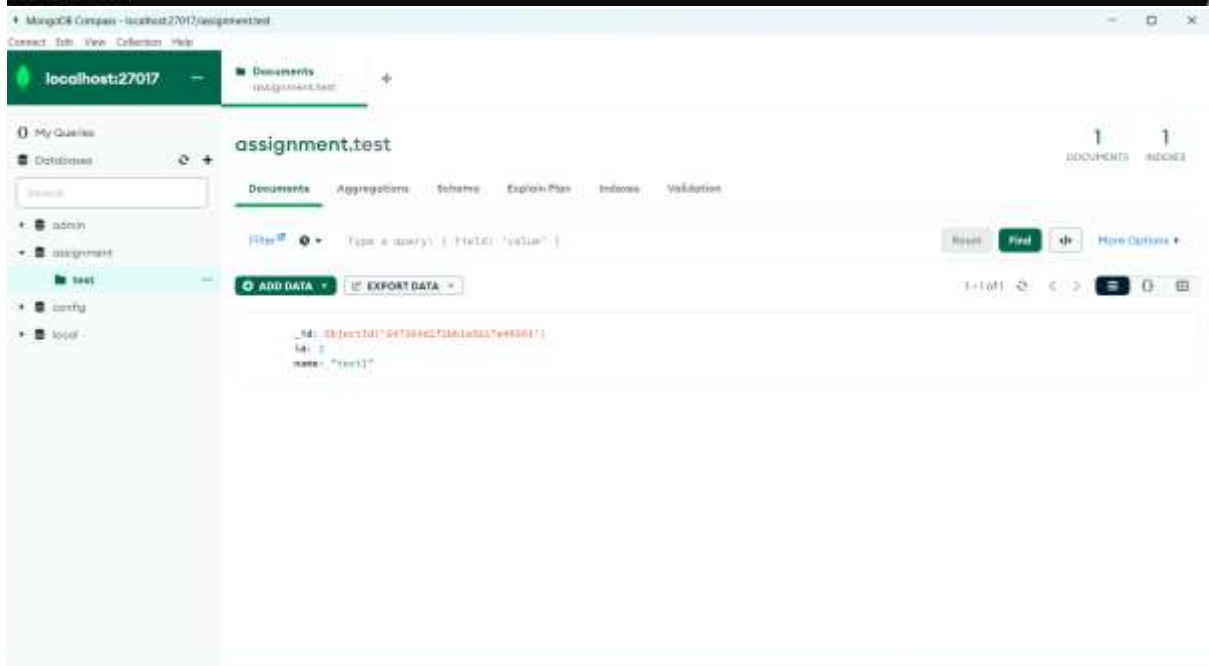 MongoDB Compass - localhost:27017/assignment.test
Connect Edit View Collection Help
localhost:27017
Documents
assignment.test
My Queries
Databases
Search
admin
assignment
test
config
local
assignment.test
1 DOCUMENTS 1 INDEXES
Documents Aggregations Schema Explain Plan Indexes Validation
Filter Type a query: { field: 'value' } Reset Find </> More Options
ADD DATA EXPORT DATA 1-1 of 1
_id: ObjectId('
id:
name: "test1"